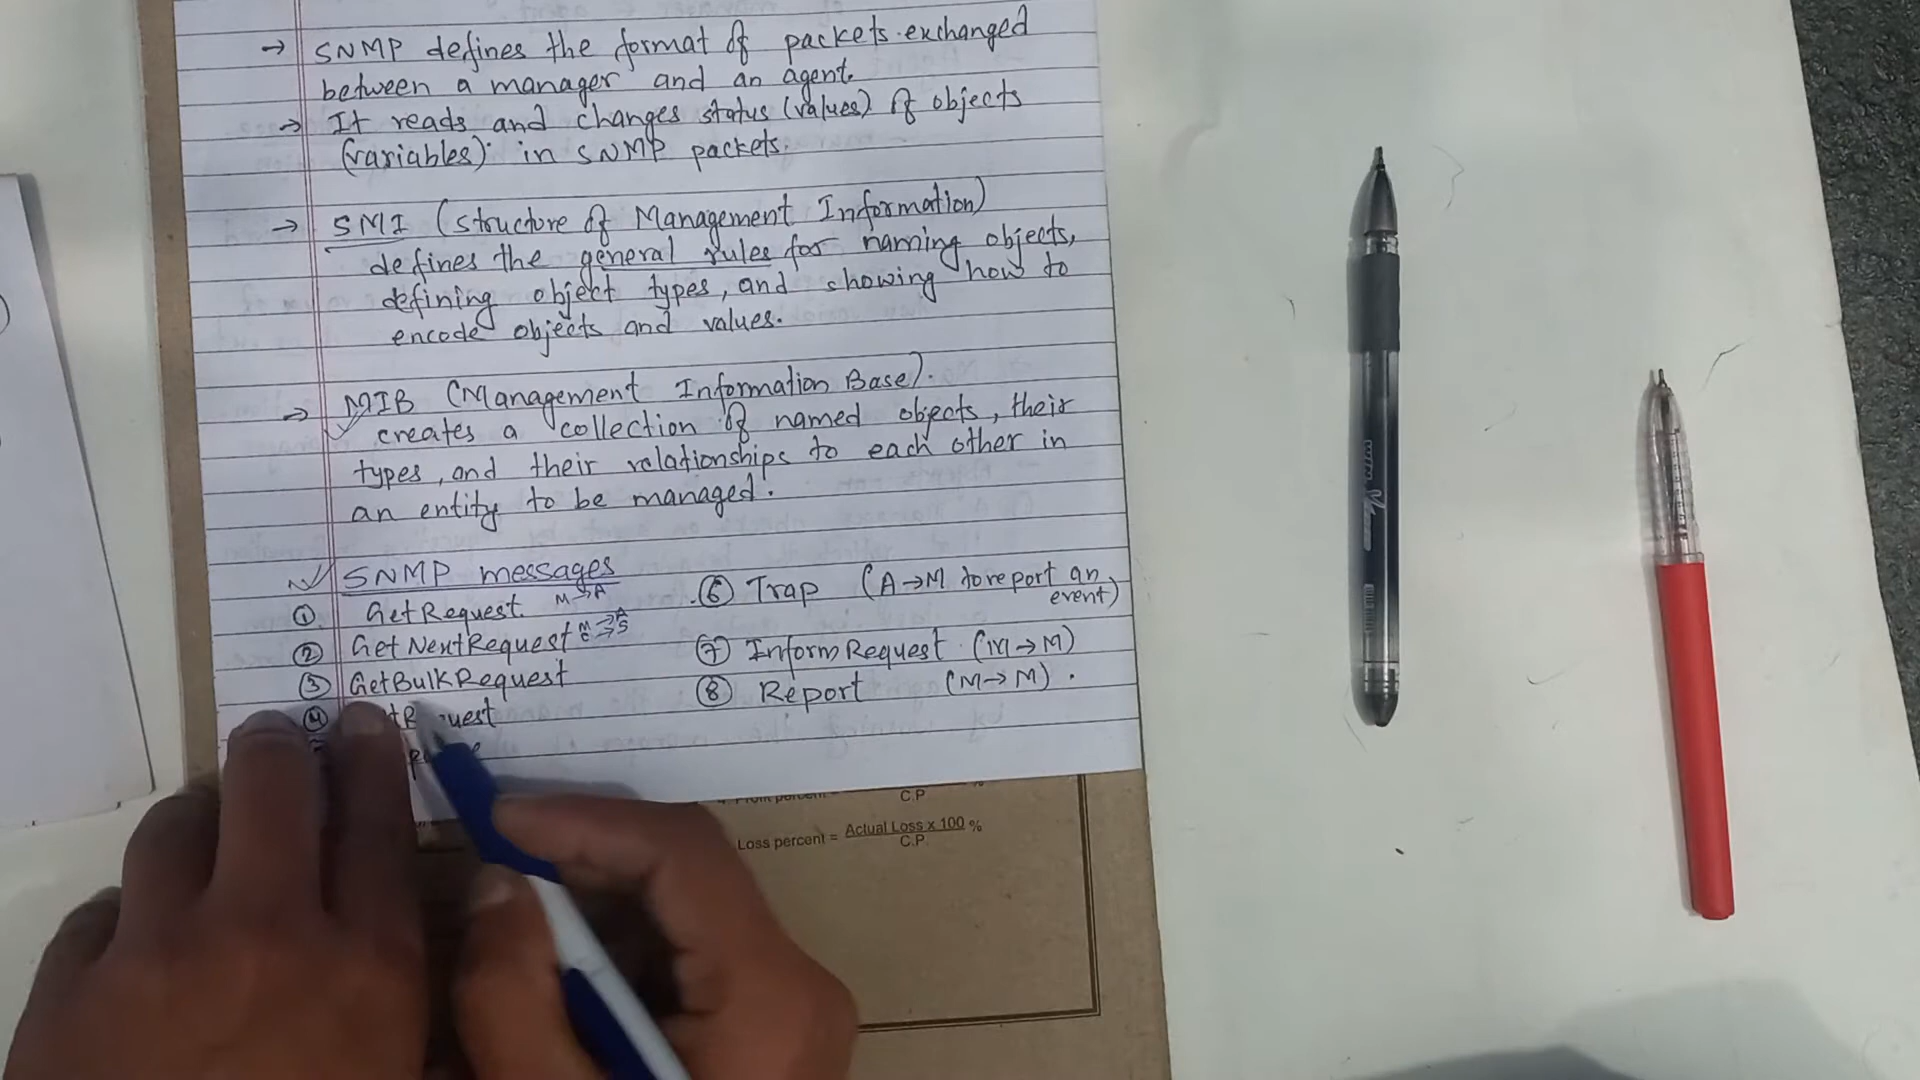 → SNMP defines the format of packets exchanged
between a manager and an agent.
→ It reads and changes status (values) of objects
(variables) in SNMP packets.
→ SMI (Structure of Management Information)
defines the general rules for naming objects,
defining object types, and showing how to
encode objects and values.
→ MIB (Management Information Base).
creates a collection of named objects, their
types, and their relationships to each other in
an entity to be managed.
SNMP messages
① GetRequest. M→A
② GetNextRequest M→A
C→S
③ GetBulkRequest
④
⑥ Trap (A→M to report an
event)
⑦ InformRequest (M→M)
⑧ Report (M→M).
C.P
Loss percent = Actual Loss x 100 %
C.P.